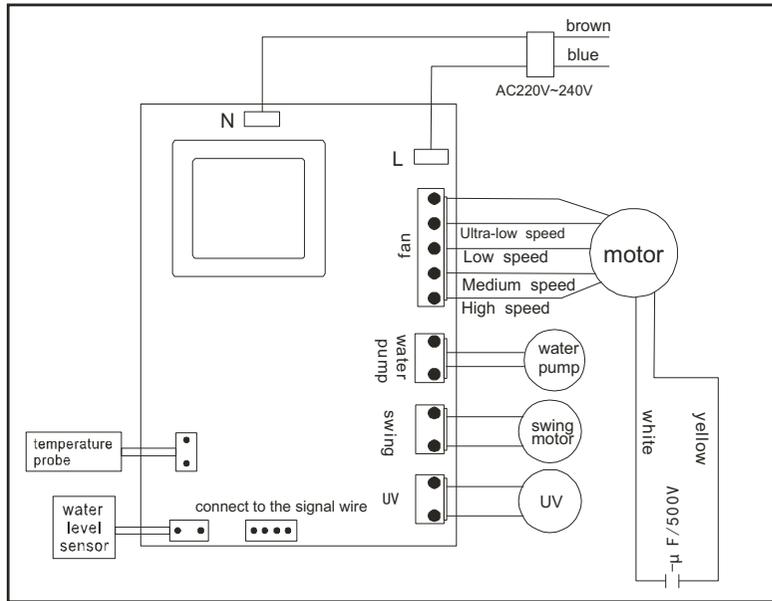 brown
blue
AC220V~240V
N
L
fan
Ultra-low speed
Low speed
Medium speed
High speed
motor
water
pump
water
pump
swing
swing
motor
UV
UV
white
yellow
μF/500V
temperature
probe
water
level
sensor
connect to the signal wire